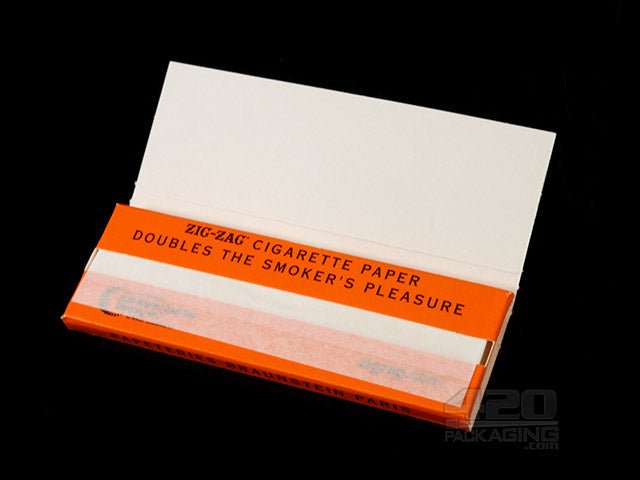 ZIG-ZAG CIGARETTE PAPER
DOUBLES THE SMOKER'S PLEASURE
PAPETERIES BRAUNSTEIN PARIS
420
PACKAGING
.com